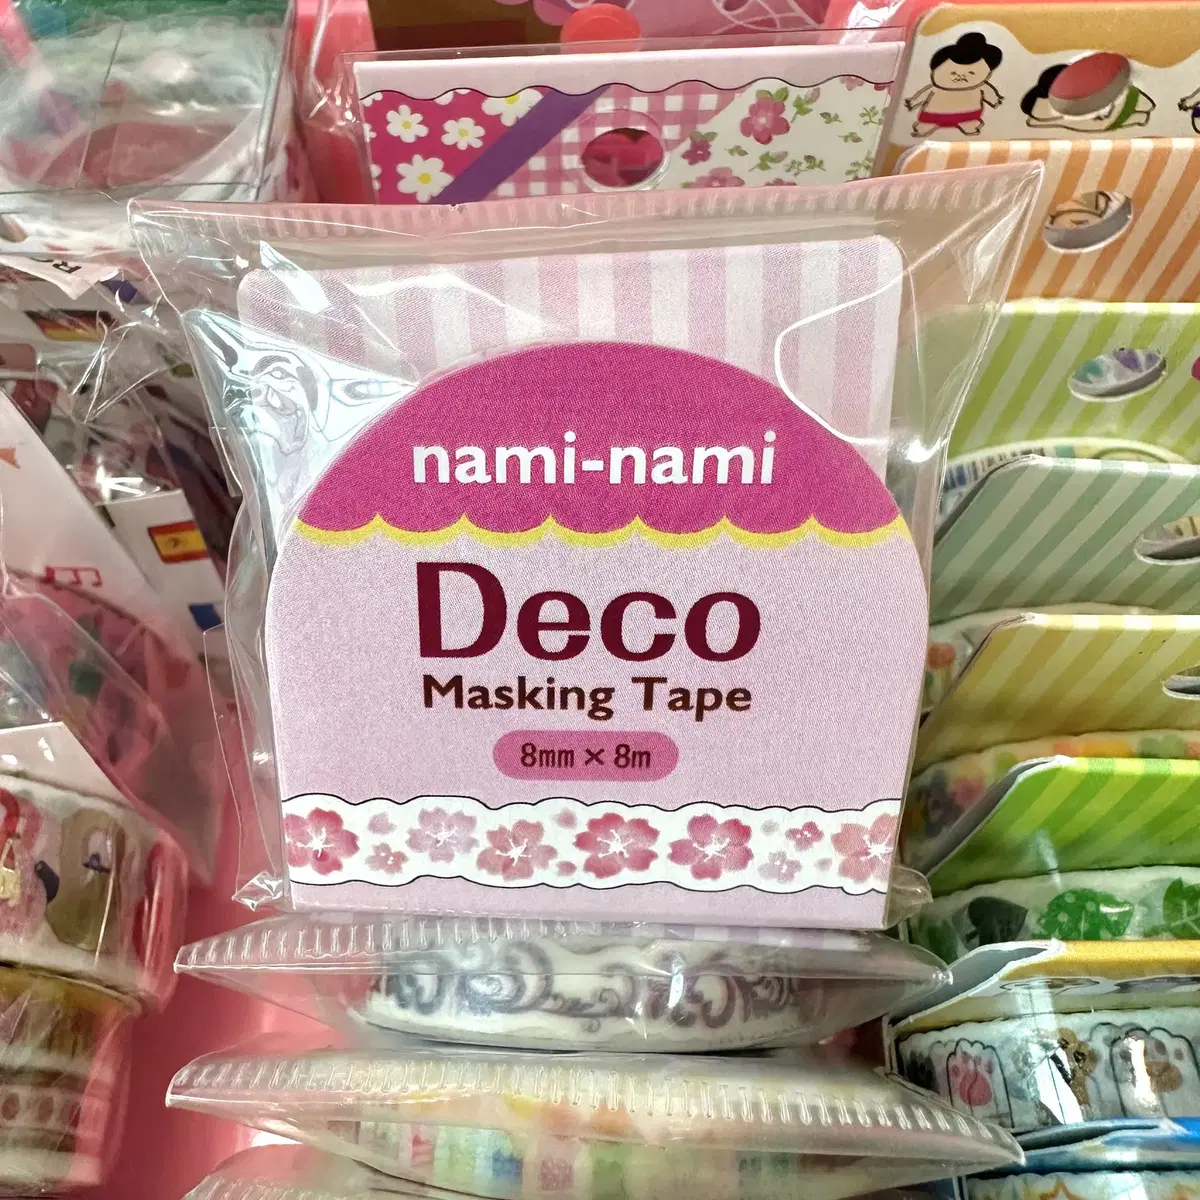 nami-nami
Deco
Masking Tape
8mm × 8m